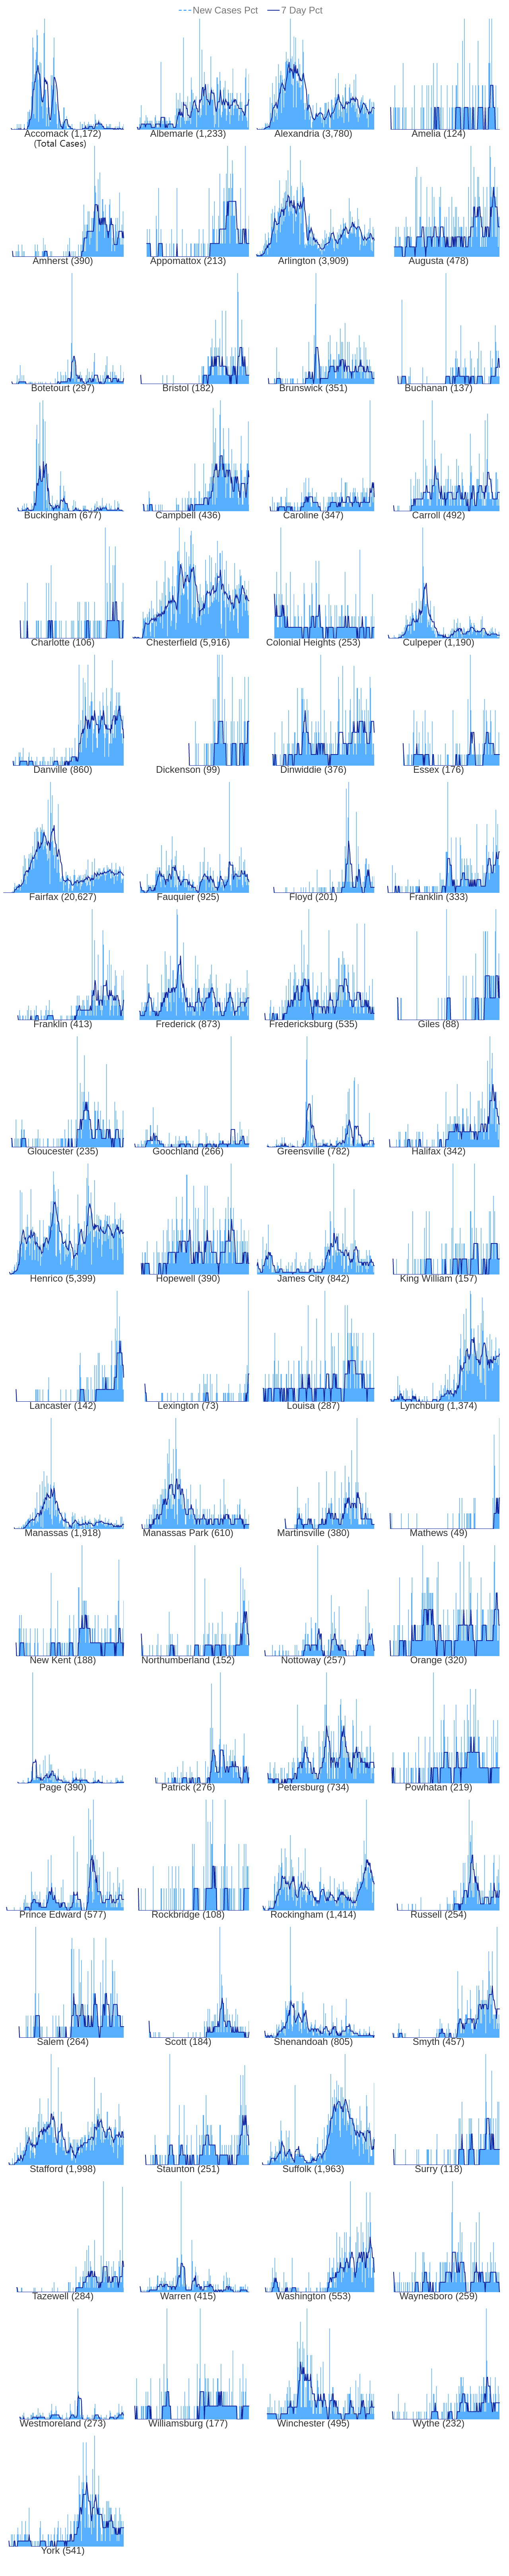 New Cases Pct 7 Day Pct
Accomack (1,172) Albemarle (1,233) Alexandria (3,780) Amelia (124)
(Total Cases)
Amherst (390) Appomattox (213) Arlington (3,909) Augusta (478)
Botetourt (297) Bristol (182) Brunswick (351) Buchanan (137)
Buckingham (677) Campbell (436) Caroline (347) Carroll (492)
Charlotte (106) Chesterfield (5,916) Colonial Heights (253) Culpeper (1,190)
Danville (860) Dickenson (99) Dinwiddie (376) Essex (176)
Fairfax (20,627) Fauquier (925) Floyd (201) Franklin (333)
Franklin (413) Frederick (873) Fredericksburg (535) Giles (88)
Gloucester (235) Goochland (266) Greensville (782) Halifax (342)
Henrico (5,399) Hopewell (390) James City (842) King William (157)
Lancaster (142) Lexington (73) Louisa (287) Lynchburg (1,374)
Manassas (1,918) Manassas Park (610) Martinsville (380) Mathews (49)
New Kent (188) Northumberland (152) Nottoway (257) Orange (320)
Page (390) Patrick (276) Petersburg (734) Powhatan (219)
Prince Edward (577) Rockbridge (108) Rockingham (1,414) Russell (254)
Salem (264) Scott (184) Shenandoah (805) Smyth (457)
Stafford (1,998) Staunton (251) Suffolk (1,963) Surry (118)
Tazewell (284) Warren (415) Washington (553) Waynesboro (259)
Westmoreland (273) Williamsburg (177) Winchester (495) Wythe (232)
York (541)